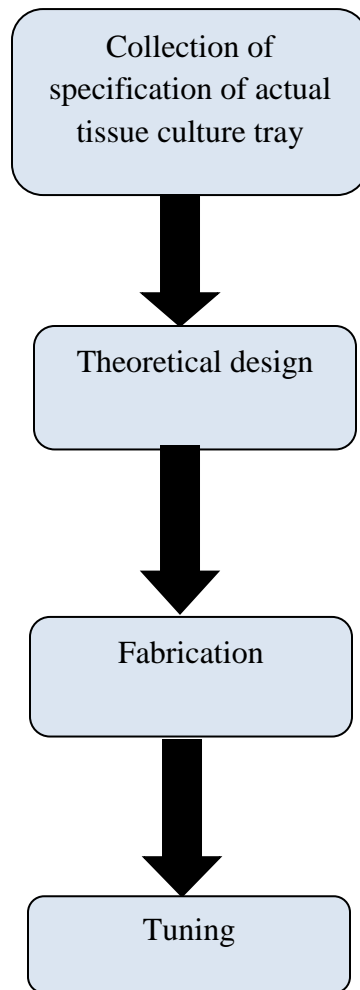 Collection of
specification of actual
tissue culture tray
Theoretical design
Fabrication
Tuning